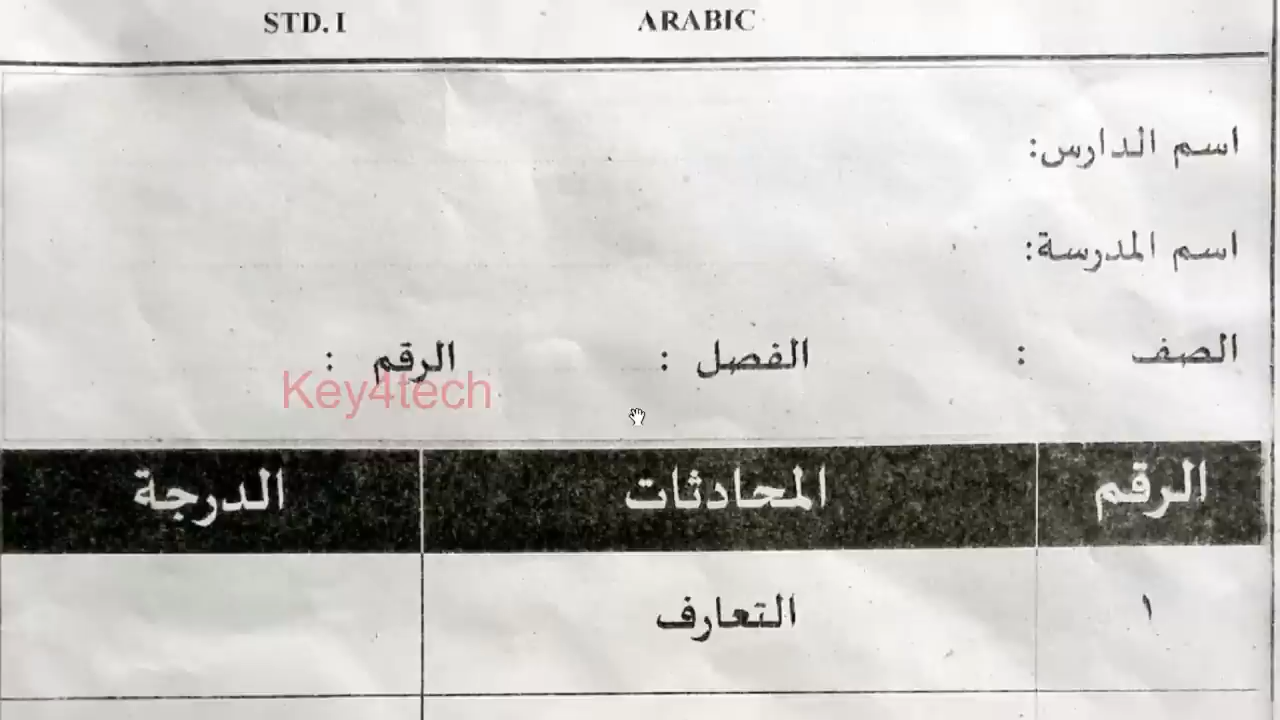 STD. I ARABIC
اسم الدارس:
اسم المدرسة:
الصف : الفصل : الرقم :
Key4tech
الرقم المحادثات الدرجة
١ التعارف